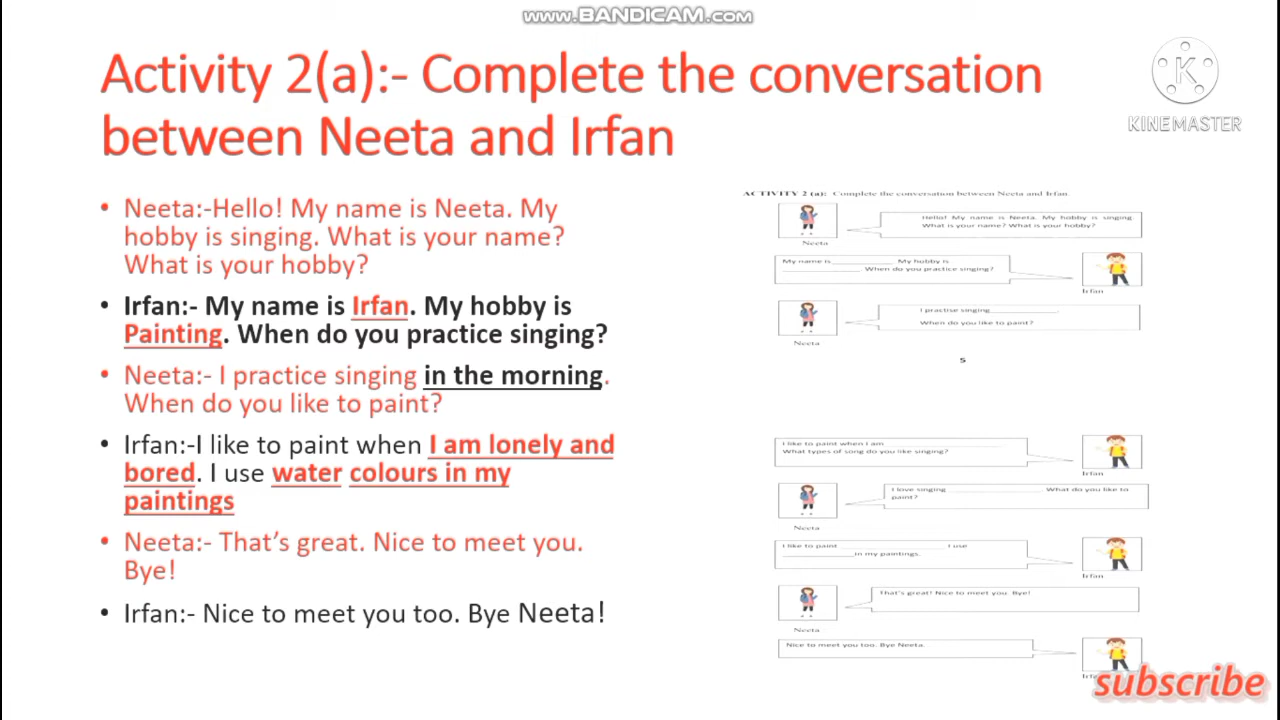 www.BANDICAM.com
Activity 2(a):- Complete the conversation
between Neeta and Irfan
KINEMASTER
• Neeta:-Hello! My name is Neeta. My
hobby is singing. What is your name?
What is your hobby?
• Irfan:- My name is Irfan. My hobby is
Painting. When do you practice singing?
• Neeta:- I practice singing in the morning.
When do you like to paint?
• Irfan:-I like to paint when I am lonely and
bored. I use water colours in my
paintings
• Neeta:- That’s great. Nice to meet you.
Bye!
• Irfan:- Nice to meet you too. Bye Neeta!
ACTIVITY 2 (a): Complete the conversation between Neeta and Irfan.
Hello! My name is Neeta. My hobby is singing.
What is your name? What is your hobby?
Neeta
My name is____________. My hobby is
______________. When do you practice singing?
Irfan
I practise singing____________.
When do you like to paint?
Neeta
5
I like to paint when I am ____________________
What types of song do you like singing?
Irfan
I love singing ________________. What do you like to
paint?
Neeta
I like to paint __________________. I use
_____________in my paintings.
Irfan
That's great! Nice to meet you. Bye!
Neeta
Nice to meet you too. Bye Neeta.
Irfan
subscribe